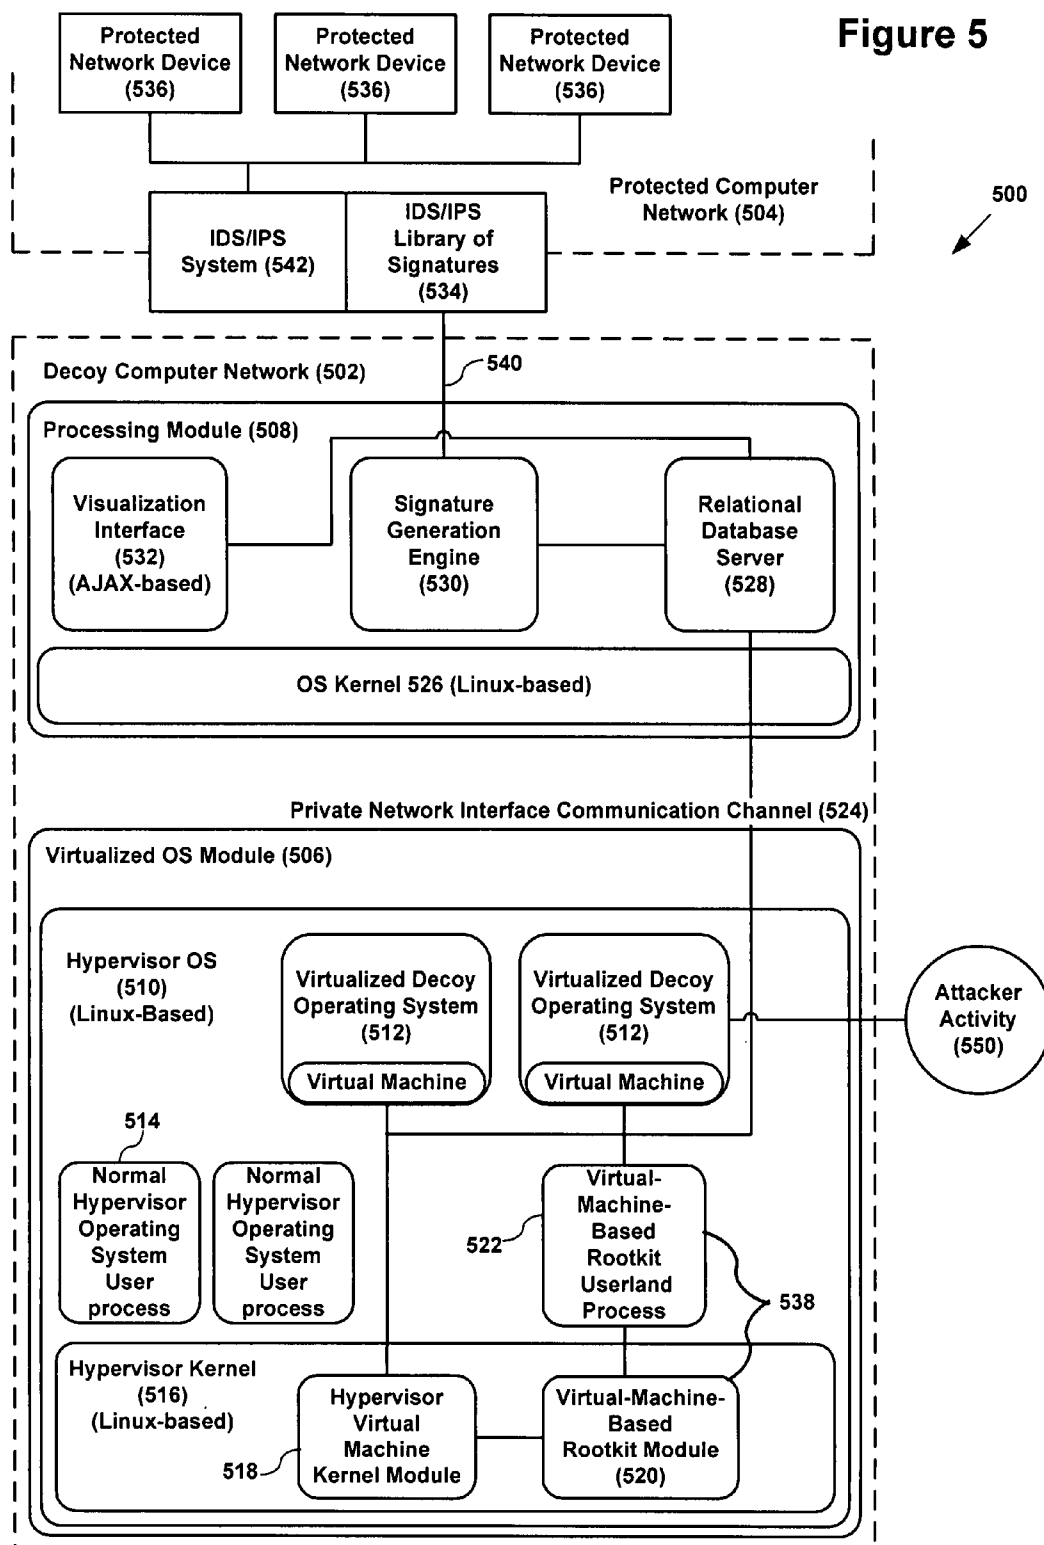 Figure 5
Protected
Network Device
(536)
Protected
Network Device
(536)
Protected
Network Device
(536)
Protected Computer
Network (504)
500
IDS/IPS
System (542)
IDS/IPS
Library of
Signatures
(534)
540
Decoy Computer Network (502)
Processing Module (508)
Visualization
Interface
(532)
(AJAX-based)
Signature
Generation
Engine
(530)
Relational
Database
Server
(528)
OS Kernel 526 (Linux-based)
Private Network Interface Communication Channel (524)
Virtualized OS Module (506)
Hypervisor OS
(510)
(Linux-Based)
Virtualized Decoy
Operating System
(512)
Virtual Machine
Virtualized Decoy
Operating System
(512)
Virtual Machine
Attacker
Activity
(550)
514
Normal
Hypervisor
Operating
System
User
process
Normal
Hypervisor
Operating
System
User
process
522
Virtual-
Machine-
Based
Rootkit
Userland
Process
538
Hypervisor Kernel
(516)
(Linux-based)
518
Hypervisor
Virtual
Machine
Kernel Module
Virtual-Machine-
Based
Rootkit Module
(520)